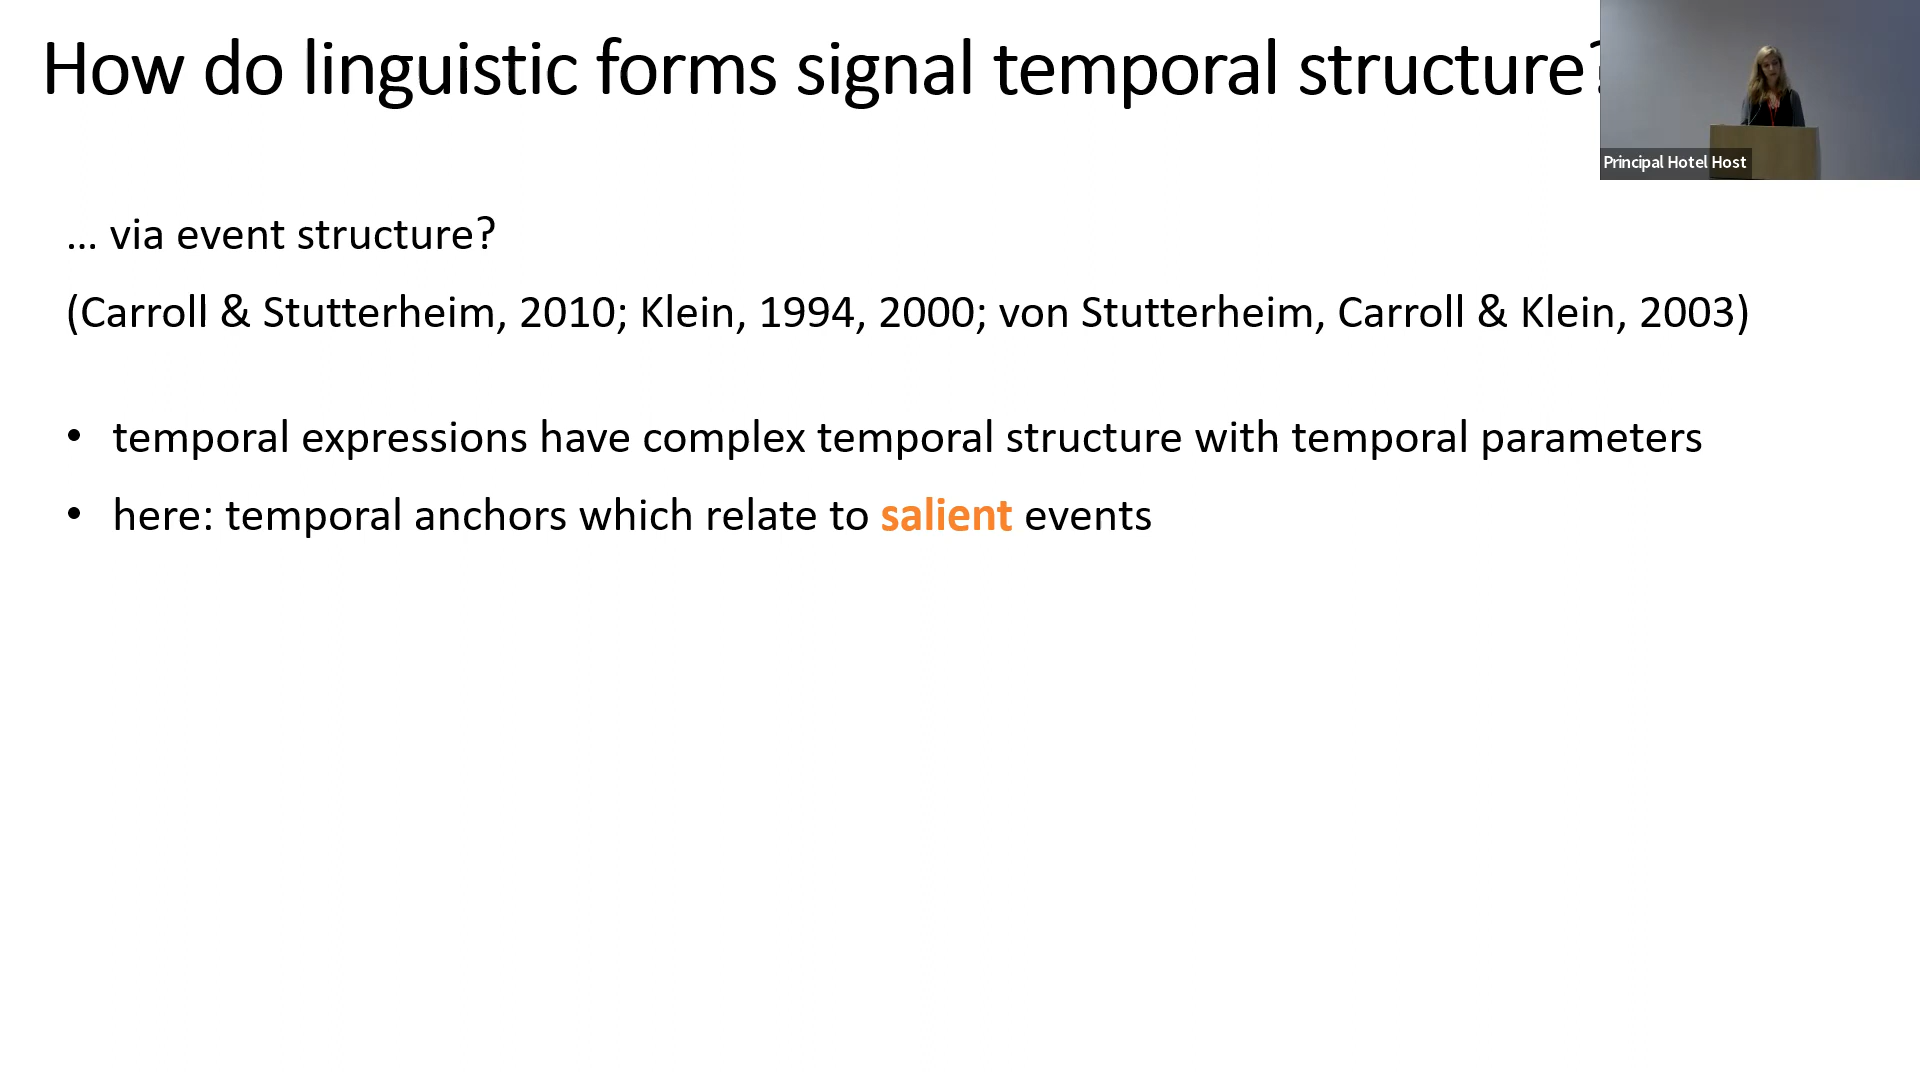 How do linguistic forms signal temporal structure?
Principal Hotel Host
... via event structure?
(Carroll & Stutterheim, 2010; Klein, 1994, 2000; von Stutterheim, Carroll & Klein, 2003)
• temporal expressions have complex temporal structure with temporal parameters
• here: temporal anchors which relate to salient events